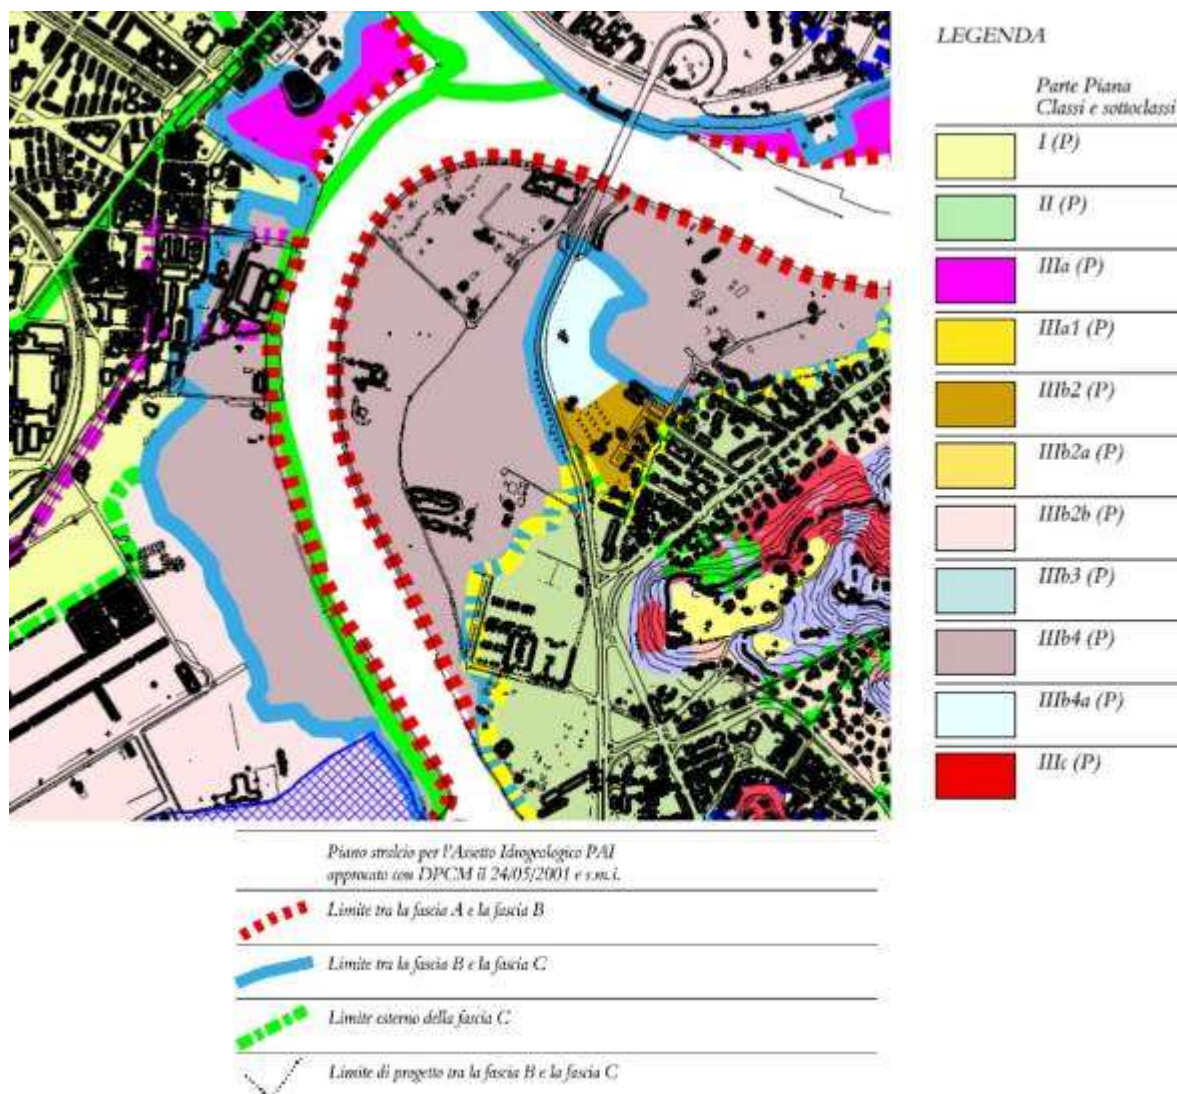 LEGENDA
Parte Piana
Classi e sottoclassi
I (P)
II (P)
IIIa (P)
IIIa1 (P)
IIIb2 (P)
IIIb2a (P)
IIIb2b (P)
IIIb3 (P)
IIIb4 (P)
IIIb4a (P)
IIIc (P)
Piano stralcio per l'Assetto Idrogeologico PAI
approvato con DPCM il 24/05/2001 e s.m.i.
Limite tra la fascia A e la fascia B
Limite tra la fascia B e la fascia C
Limite esterno della fascia C
Limite di progetto tra la fascia B e la fascia C